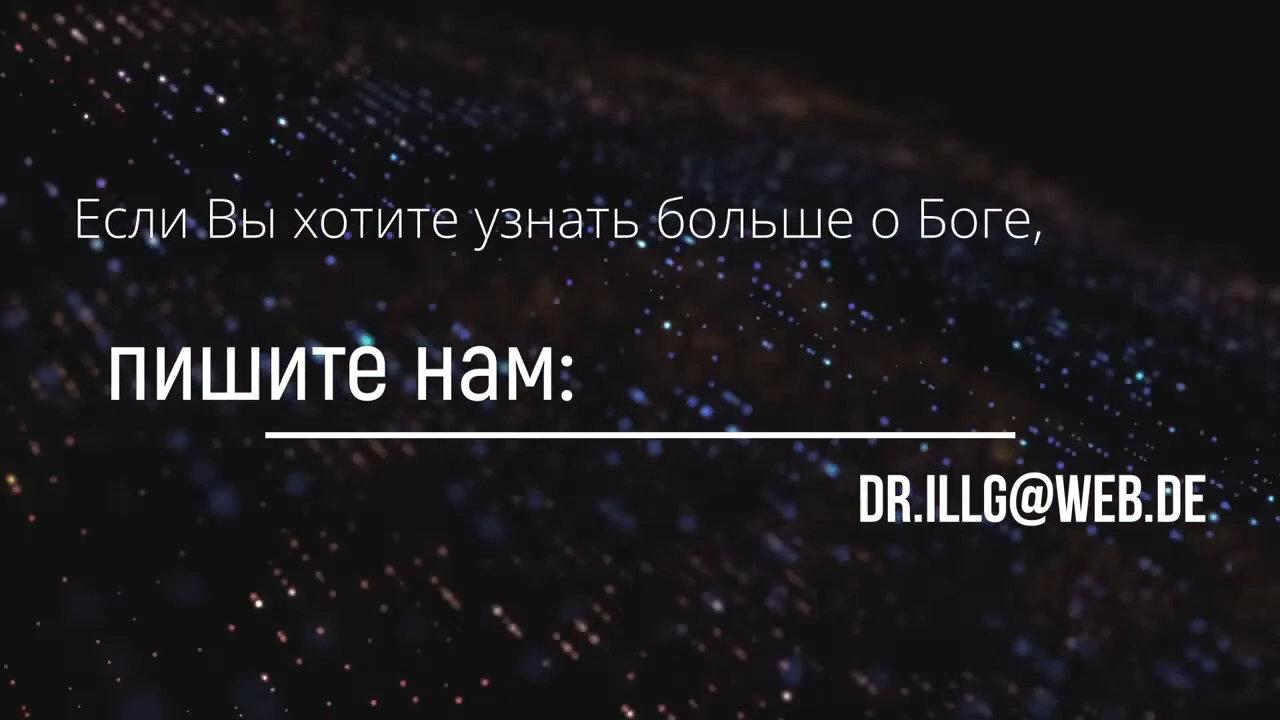 Если Вы хотите узнать больше о Боге,
пишите нам:
DR.ILLG@WEB.DE